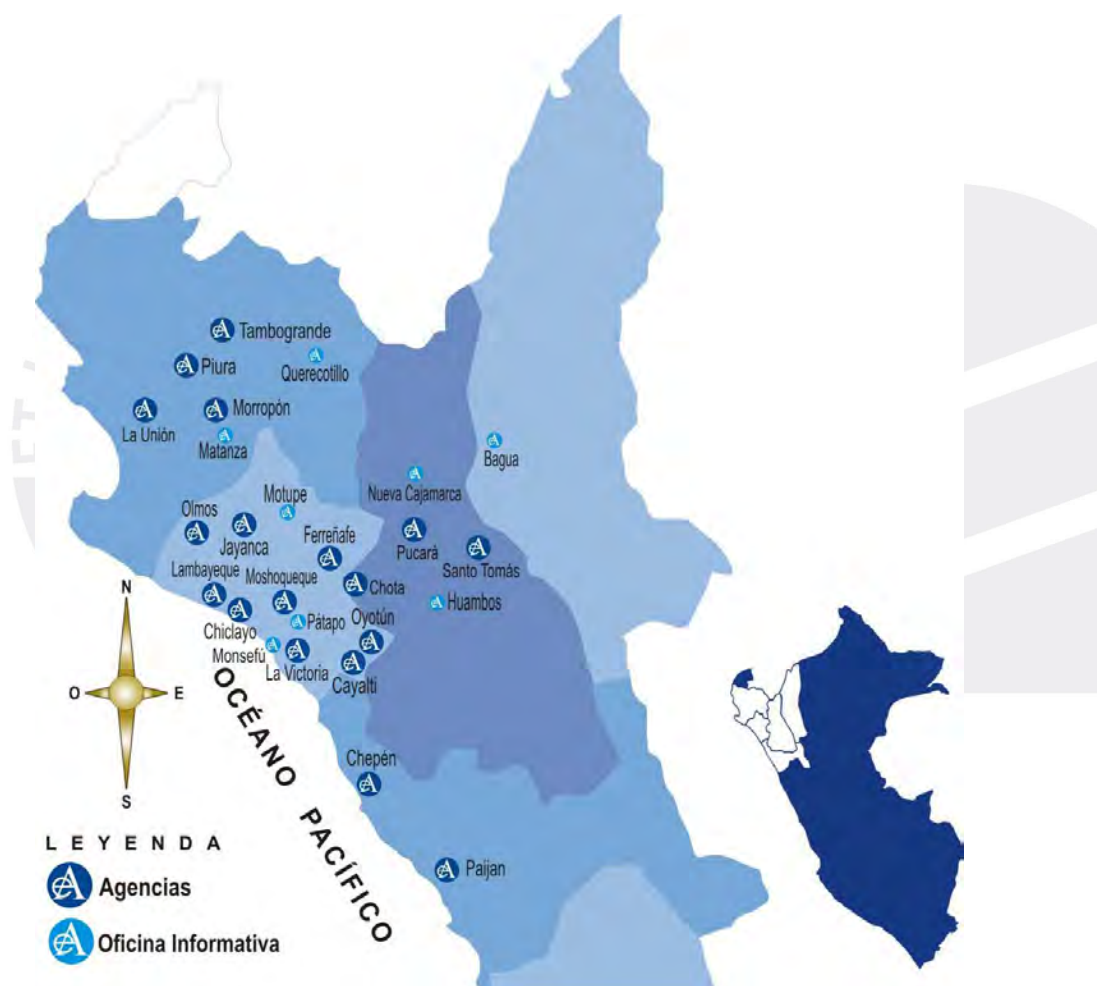 Tambogrande
Querecotillo
Piura
Morropón
La Unión
Matanza
Bagua
Nueva Cajamarca
Motupe
Olmos
Jayanca
Ferreñafe
Pucará
Santo Tomás
Lambayeque
Moshoqueque
Chota
Huambos
Chiclayo
Pátapo
Oyotún
Monsefú
La Victoria
Cayalti
Chepén
Paijan
OCÉANO PACÍFICO
N
O
E
S
LEYENDA
Agencias
Oficina Informativa